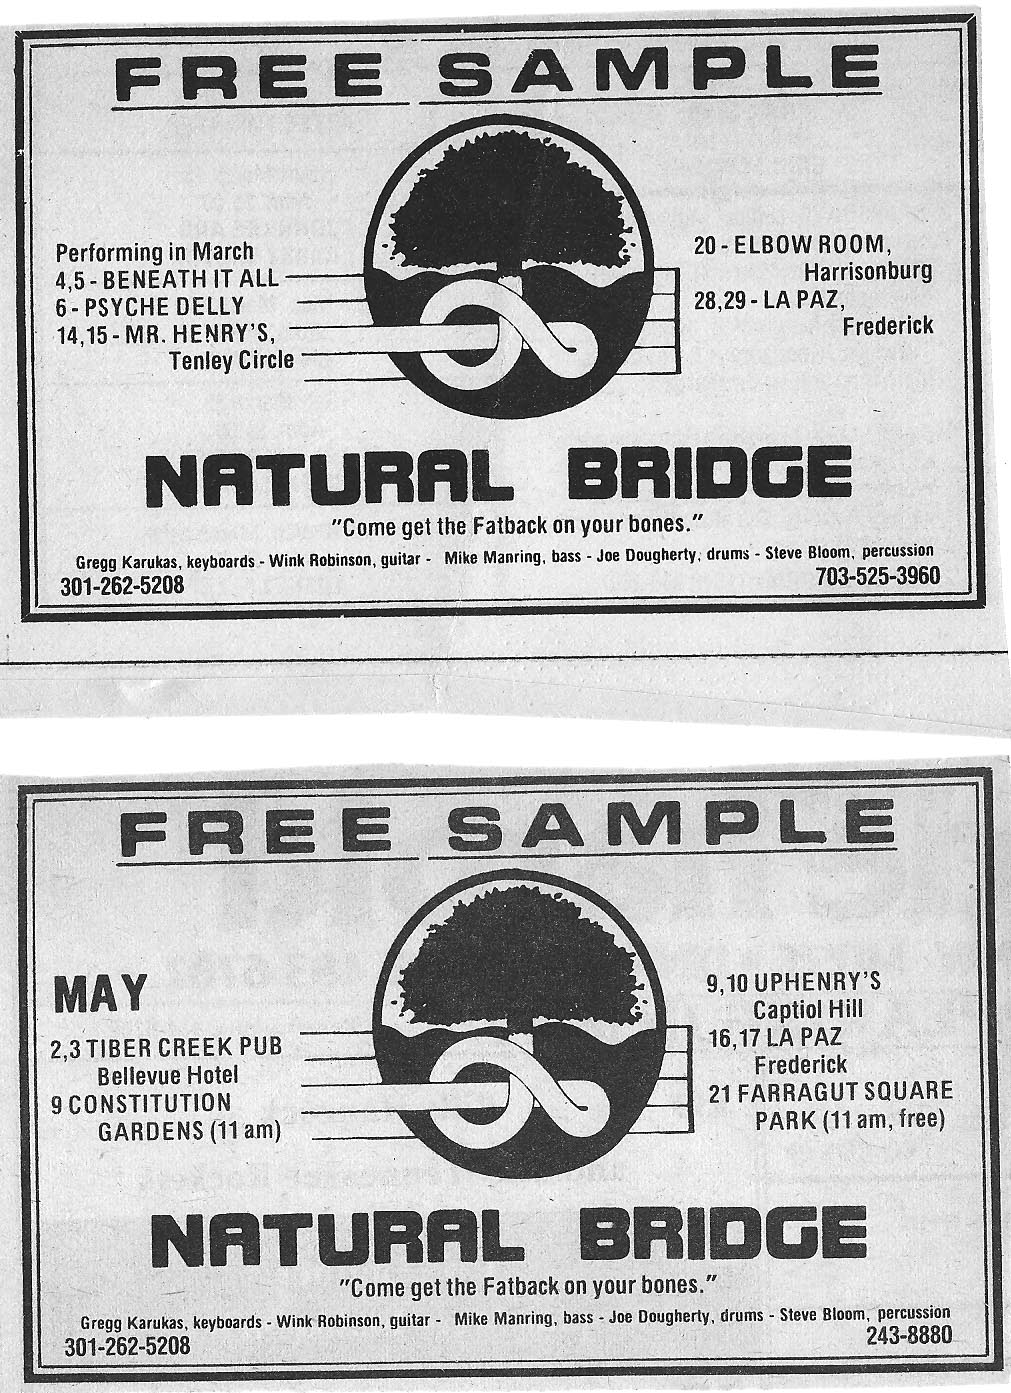 FREE SAMPLE
Performing in March
4,5 - BENEATH IT ALL
6 - PSYCHE DELLY
14,15 - MR. HENRY'S,
Tenley Circle
20 - ELBOW ROOM,
Harrisonburg
28,29 - LA PAZ,
Frederick
NATURAL BRIDGE
"Come get the Fatback on your bones."
Gregg Karukas, keyboards - Wink Robinson, guitar - Mike Manring, bass - Joe Dougherty, drums - Steve Bloom, percussion
301-262-5208 703-525-3960
FREE SAMPLE
MAY
2,3 TIBER CREEK PUB
Bellevue Hotel
9 CONSTITUTION
GARDENS (11 am)
9,10 UPHENRY'S
Captiol Hill
16,17 LA PAZ
Frederick
21 FARRAGUT SQUARE
PARK (11 am, free)
NATURAL BRIDGE
"Come get the Fatback on your bones."
Gregg Karukas, keyboards - Wink Robinson, guitar - Mike Manring, bass - Joe Dougherty, drums - Steve Bloom, percussion
301-262-5208 243-8880